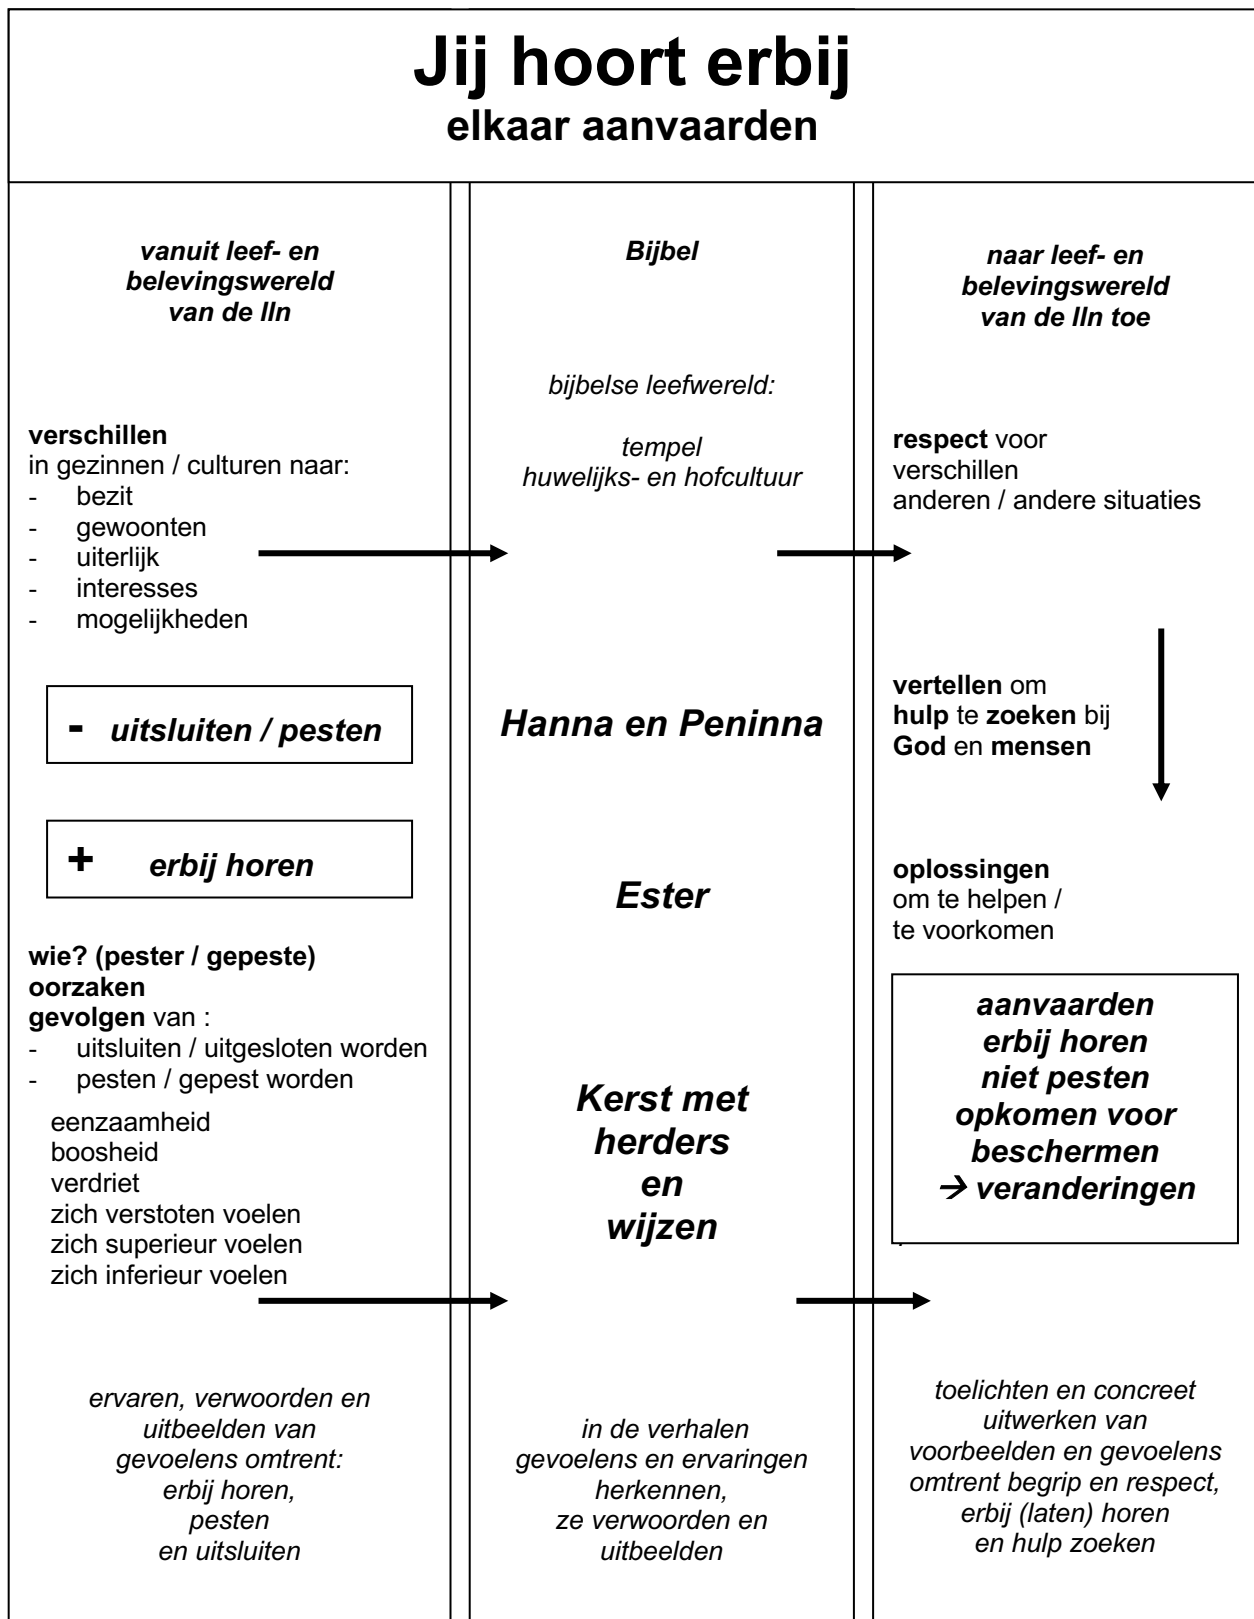 Jij hoort erbij
elkaar aanvaarden
vanuit leef- en
belevingswereld
van de lln
verschillen
in gezinnen / culturen naar:
- bezit
- gewoonten
- uiterlijk
- interesses
- mogelijkheden
- uitsluiten / pesten
+ erbij horen
wie? (pester / gepeste)
oorzaken
gevolgen van :
- uitsluiten / uitgesloten worden
- pesten / gepest worden
eenzaamheid
boosheid
verdriet
zich verstoten voelen
zich superieur voelen
zich inferieur voelen
ervaren, verwoorden en
uitbeelden van
gevoelens omtrent:
erbij horen,
pesten
en uitsluiten
Bijbel
bijbelse leefwereld:
tempel
huwelijks- en hofcultuur
Hanna en Peninna
Ester
Kerst met
herders
en
wijzen
in de verhalen
gevoelens en ervaringen
herkennen,
ze verwoorden en
uitbeelden
naar leef- en
belevingswereld
van de lln toe
respect voor
verschillen
anderen / andere situaties
vertellen om
hulp te zoeken bij
God en mensen
oplossingen
om te helpen /
te voorkomen
aanvaarden
erbij horen
niet pesten
opkomen voor
beschermen
→ veranderingen
toelichten en concreet
uitwerken van
voorbeelden en gevoelens
omtrent begrip en respect,
erbij (laten) horen
en hulp zoeken